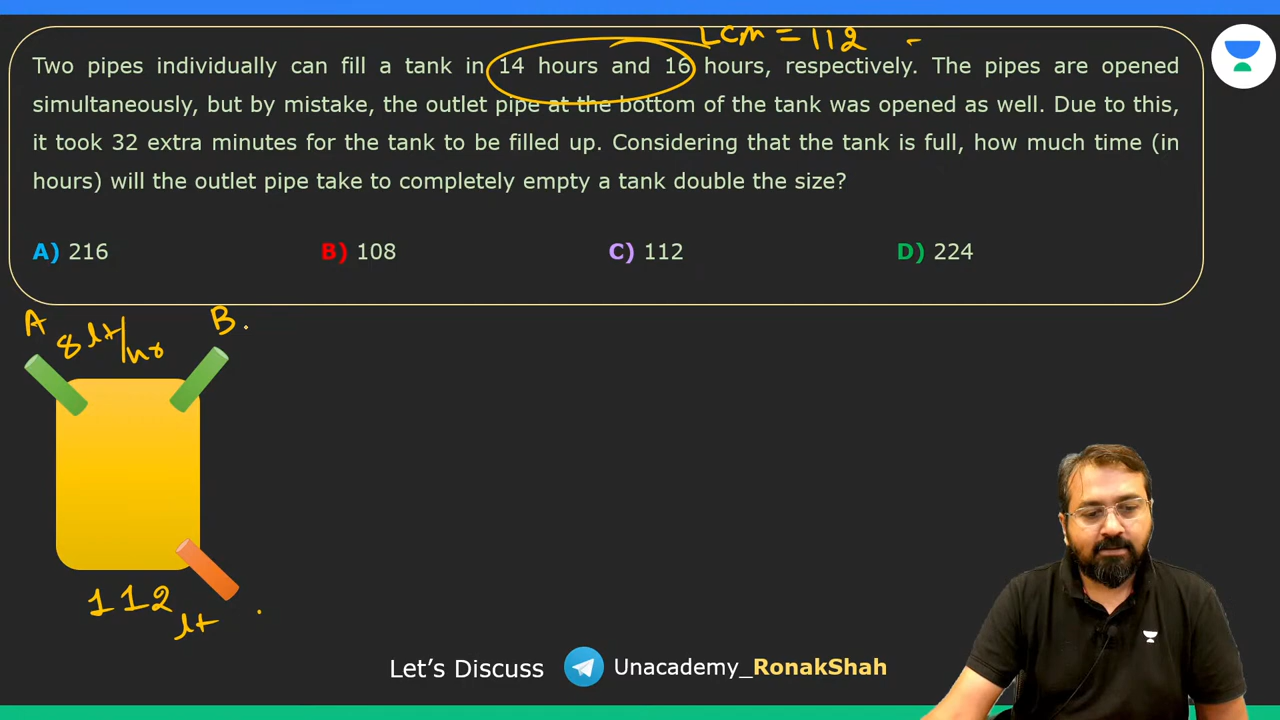 LCM = 112
Two pipes individually can fill a tank in 14 hours and 16 hours, respectively. The pipes are opened
simultaneously, but by mistake, the outlet pipe at the bottom of the tank was opened as well. Due to this,
it took 32 extra minutes for the tank to be filled up. Considering that the tank is full, how much time (in
hours) will the outlet pipe take to completely empty a tank double the size?
A) 216 B) 108 C) 112 D) 224
A B
8 lt/hr
112 lt
Let's Discuss Unacademy_RonakShah